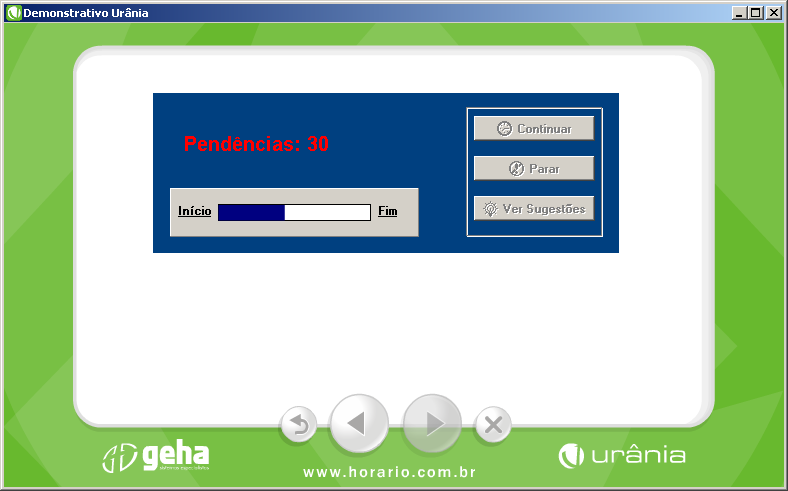 Demonstrativo Urânia
Pendências: 30
Continuar
Parar
Ver Sugestões
Início
Fim
geha
www.horario.com.br
urânia